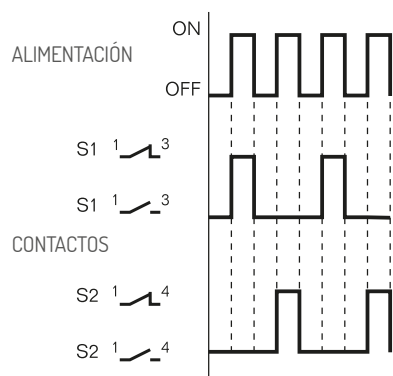 ON
ALIMENTACIÓN
OFF
S1 1 3
S1 1 3
CONTACTOS
S2 1 4
S2 1 4